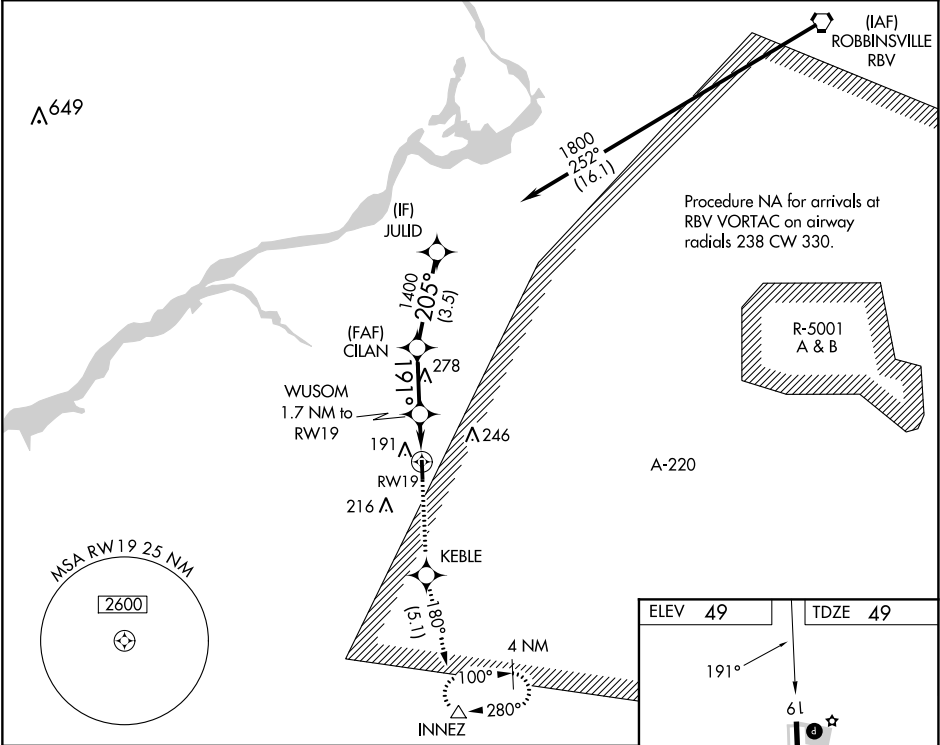 (IAF)
ROBBINSVILLE
RBV
649
1800
252°
(16.1)
Procedure NA for arrivals at
RBV VORTAC on airway
radials 238 CW 330.
(IF)
JULID
1400
205°
(3.5)
R-5001
A & B
(FAF)
CILAN
191°
278
WUSOM
1.7 NM to
RW19
191
246
RW19
A-220
216
KEBLE
MSA RW19 25 NM
2600
180°
(5.1)
4 NM
100°
280°
INNEZ
ELEV 49
TDZE 49
191°
19
P